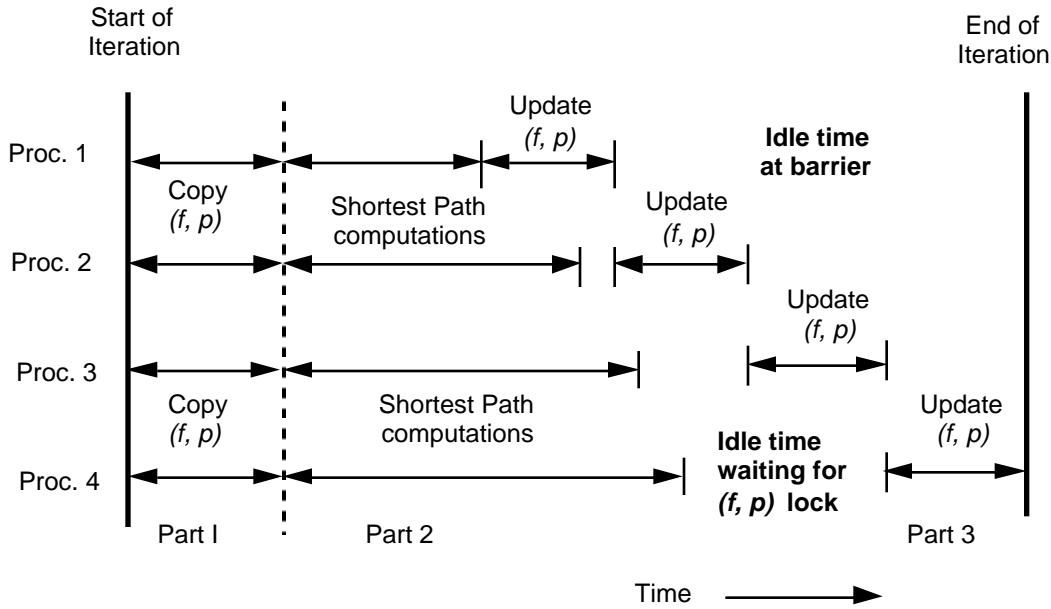 Start of
Iteration
End of
Iteration
Update
(f, p)
Proc. 1
Idle time
at barrier
Copy
(f, p)
Shortest Path
computations
Update
(f, p)
Proc. 2
Update
(f, p)
Proc. 3
Copy
(f, p)
Shortest Path
computations
Update
(f, p)
Idle time
waiting for
(f, p) lock
Proc. 4
Part I
Part 2
Part 3
Time